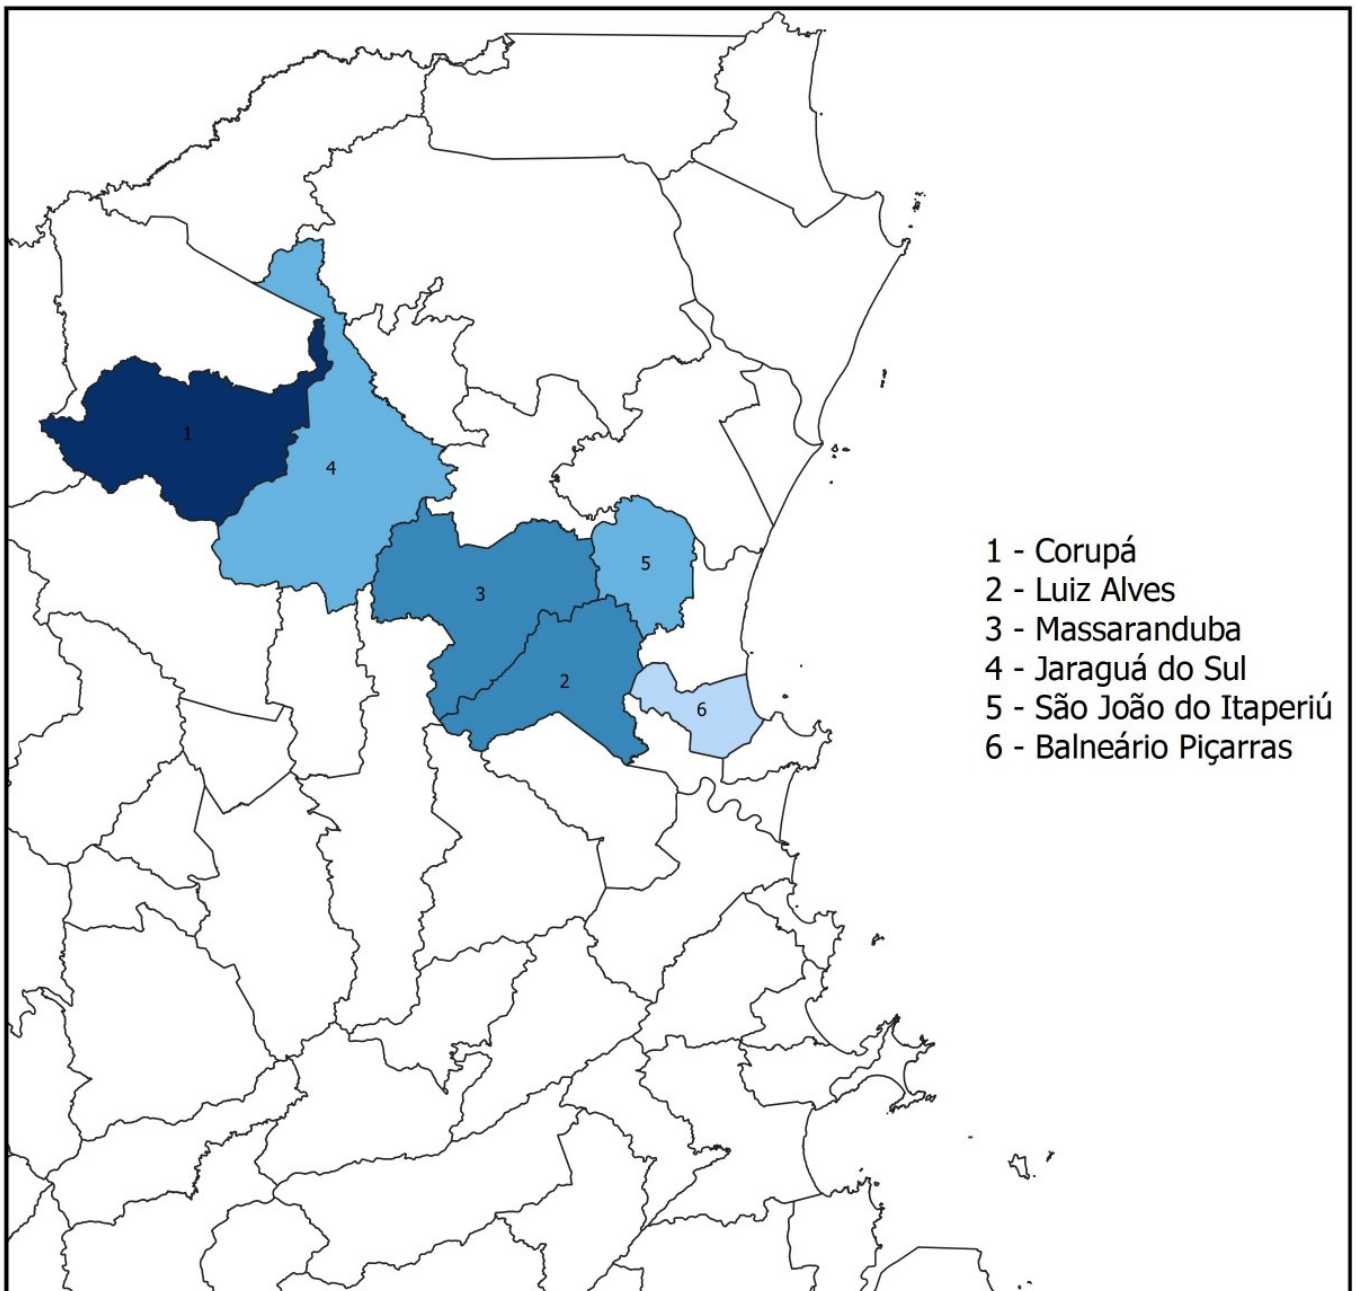 1
4
5
3
2
6
1 - Corupá
2 - Luiz Alves
3 - Massaranduba
4 - Jaraguá do Sul
5 - São João do Itaperiú
6 - Balneário Piçarras